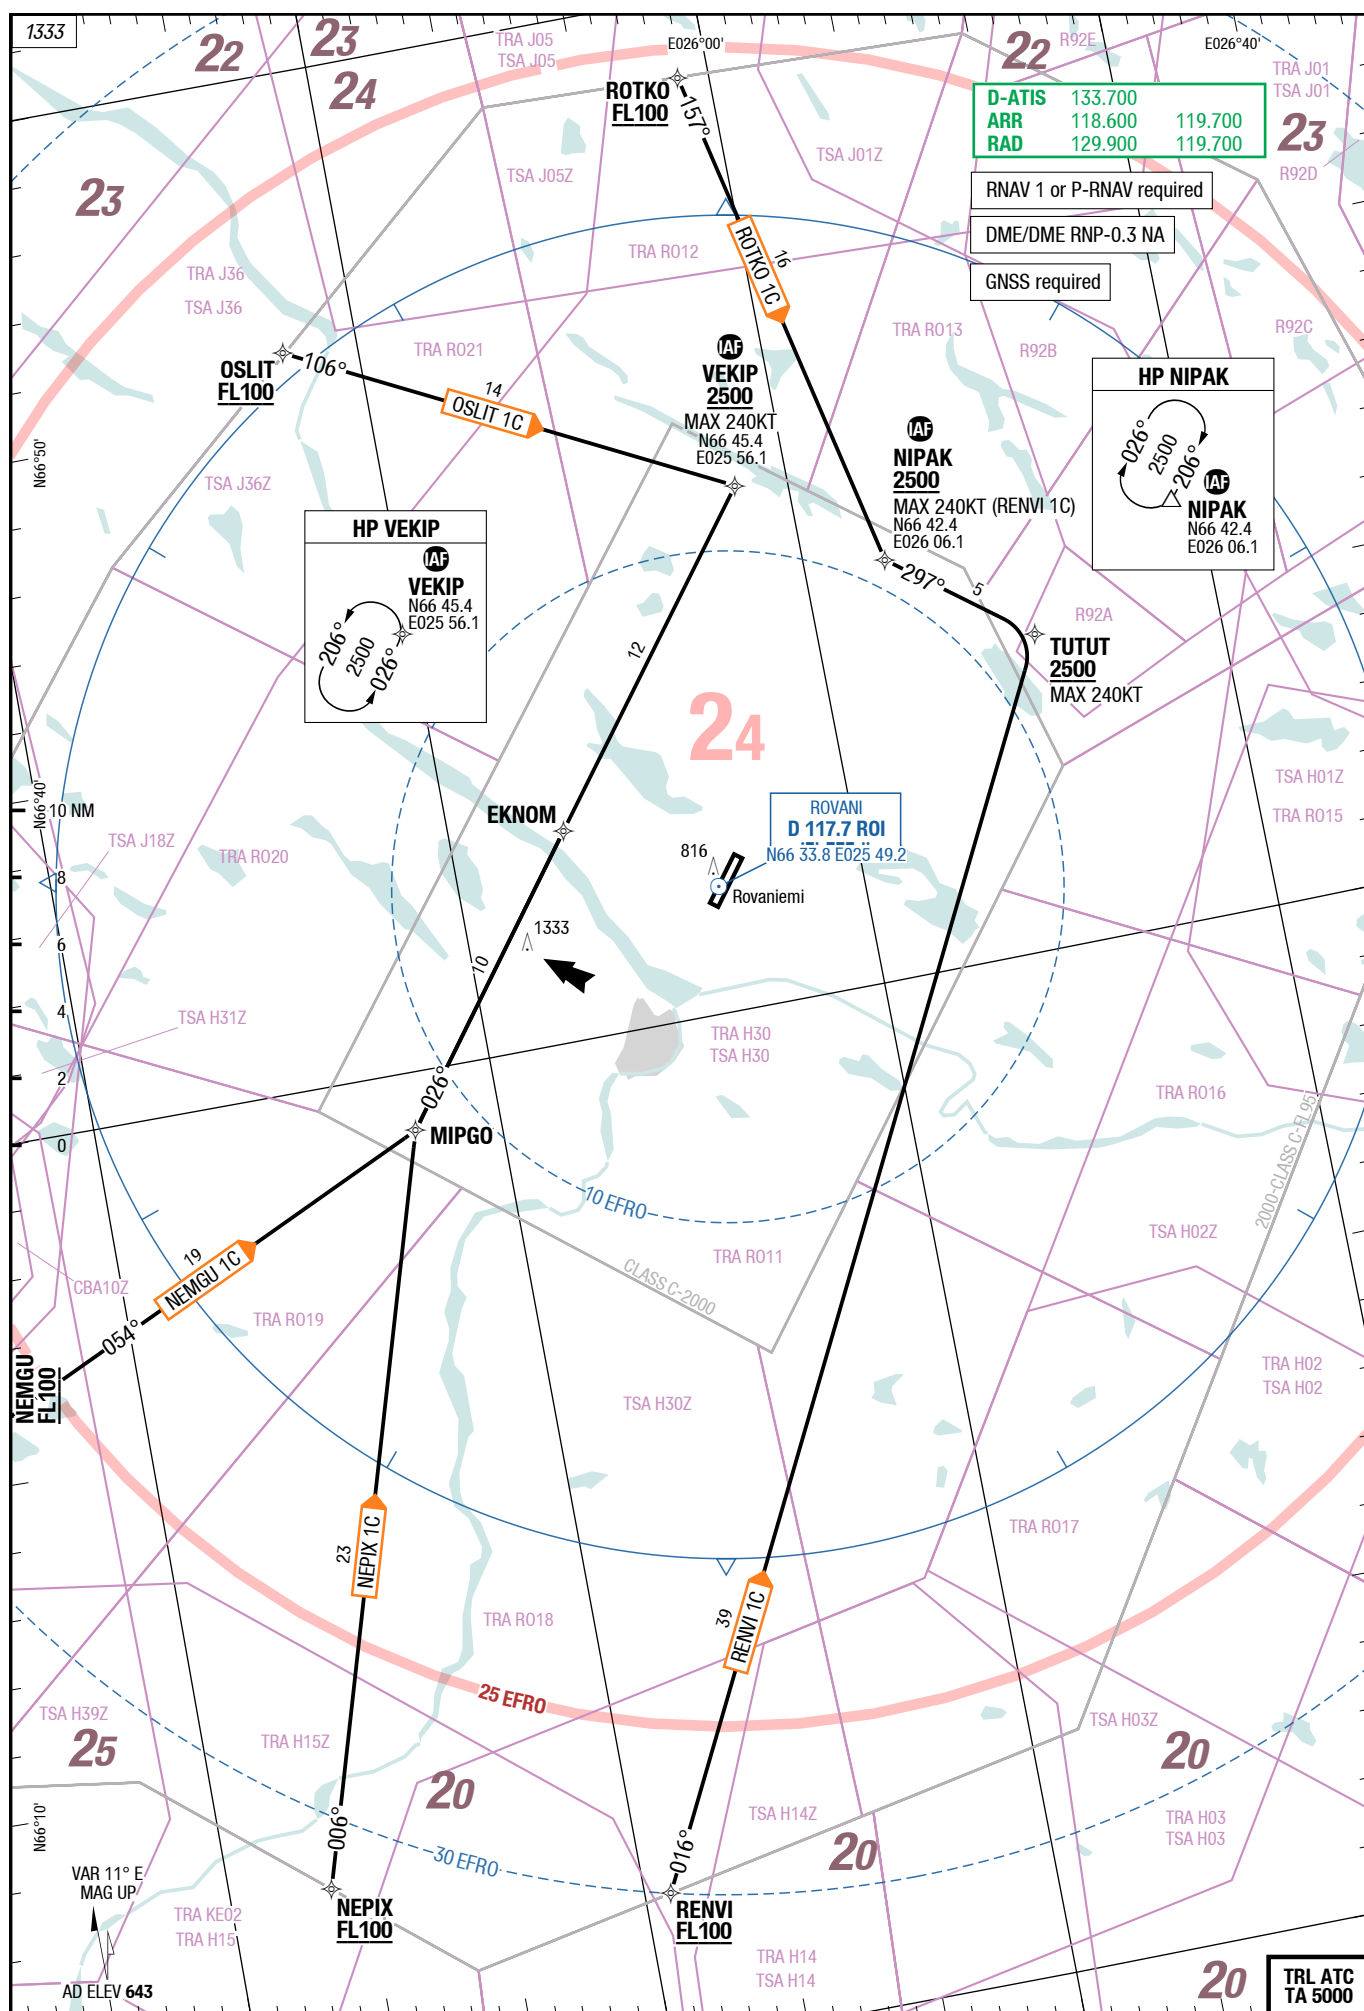 1333
22
23
24
TRA J05
TSA J05
E026°00'
22
R92E
E026°40'
TRA J01
TSA J01
23
R92D
ROTKO
FL100
157°
D-ATIS 133.700
ARR 118.600 119.700
RAD 129.900 119.700
TSA J01Z
TSA J05Z
23
RNAV 1 or P-RNAV required
DME/DME RNP-0.3 NA
GNSS required
TRA RO12
ROTKO 1C
16
TRA J36
TSA J36
TRA RO13
R92C
R92B
TRA RO21
OSLIT
FL100
106°
14
OSLIT 1C
IAF
VEKIP
2500
MAX 240KT
N66 45.4
E025 56.1
HP NIPAK
026°
2500
206°
IAF
NIPAK
N66 42.4
E026 06.1
IAF
NIPAK
2500
MAX 240KT (RENVI 1C)
N66 42.4
E026 06.1
N66°50'
TSA J36Z
HP VEKIP
IAF
VEKIP
N66 45.4
E025 56.1
206°
2500
026°
297°
5
R92A
TUTUT
2500
MAX 240KT
12
24
TSA H01Z
TRA RO15
N66°40'
10 NM
8
6
4
2
0
TSA J18Z
TRA RO20
EKNOM
ROVANI
D 117.7 ROI
N66 33.8 E025 49.2
816
Rovaniemi
1333
10
TSA H31Z
TRA H30
TSA H30
TRA RO16
026°
MIPGO
2000-CLASS C-FL95
10 EFRO
TSA H02Z
TRA RO11
CLASS C-2000
19
NEMGU 1C
CBA10Z
054°
TRA RO19
NEMGU
FL100
TRA H02
TSA H02
TSA H30Z
TRA RO17
23
NEPIX 1C
39
RENVI 1C
TRA RO18
25 EFRO
TSA H39Z
25
TRA H15Z
TSA H03Z
20
20
TSA H14Z
TRA H03
TSA H03
N66°10'
006°
30 EFRO
016°
20
VAR 11° E
MAG UP
NEPIX
FL100
RENVI
FL100
TRA KE02
TRA H15
TRA H14
TSA H14
20
AD ELEV 643
TRL ATC
TA 5000